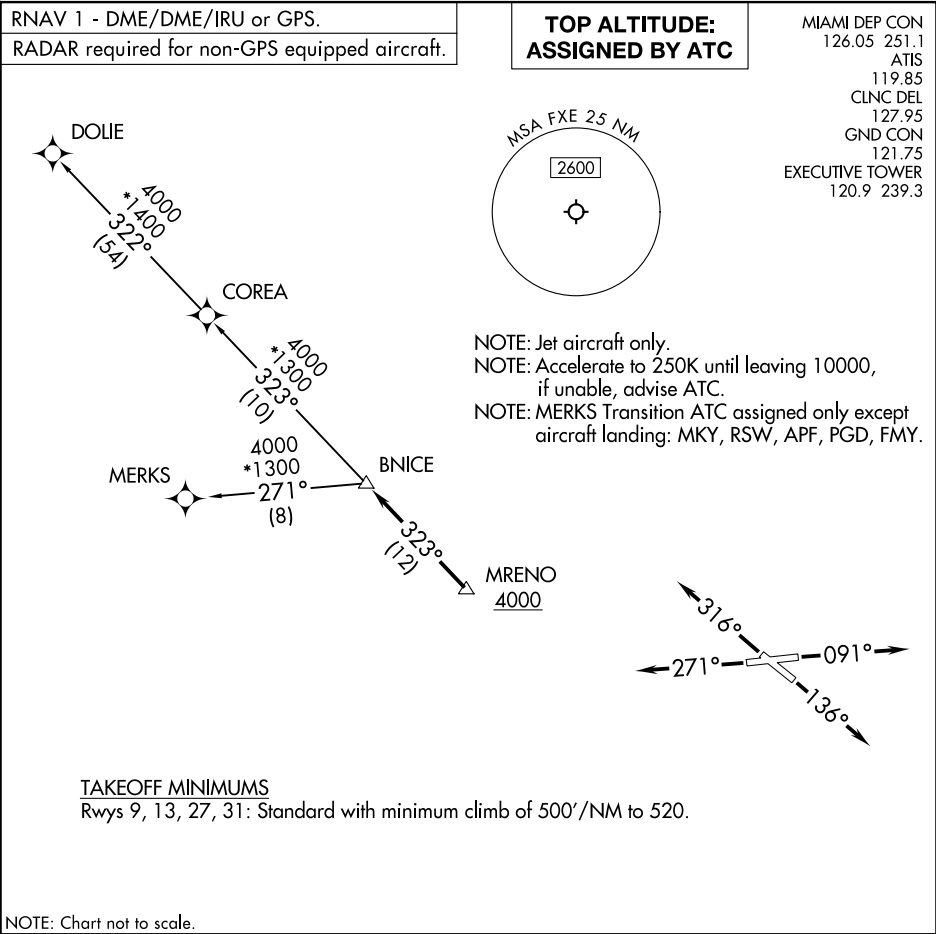 RNAV 1 - DME/DME/IRU or GPS.
RADAR required for non-GPS equipped aircraft.
TOP ALTITUDE:
ASSIGNED BY ATC
MIAMI DEP CON
126.05 251.1
ATIS
119.85
CLNC DEL
127.95
GND CON
121.75
EXECUTIVE TOWER
120.9 239.3
MSA FXE 25 NM
2600
DOLIE
4000
*1400
322°
(54)
COREA
4000
*1300
323°
(10)
NOTE: Jet aircraft only.
NOTE: Accelerate to 250K until leaving 10000,
if unable, advise ATC.
NOTE: MERKS Transition ATC assigned only except
aircraft landing: MKY, RSW, APF, PGD, FMY.
MERKS
4000
*1300
271°
(8)
BNICE
323°
(12)
MRENO
4000
316°
271°
091°
136°
TAKEOFF MINIMUMS
Rwys 9, 13, 27, 31: Standard with minimum climb of 500'/NM to 520.
NOTE: Chart not to scale.